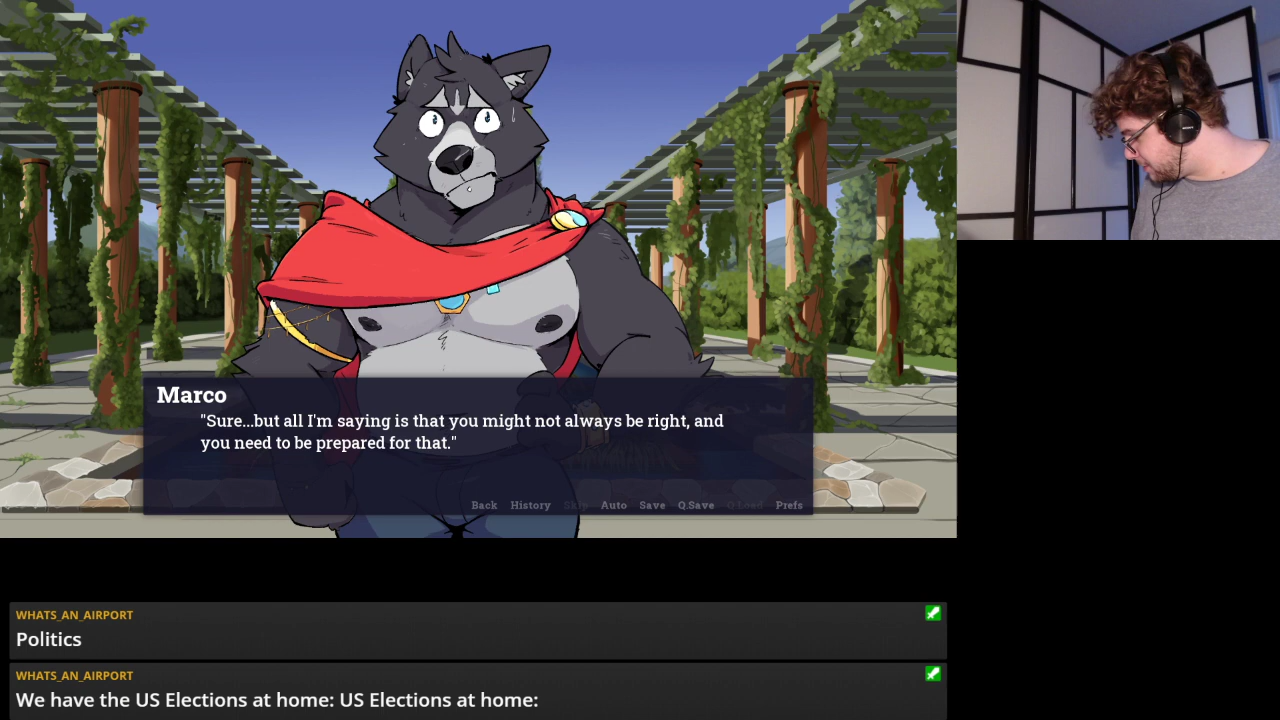 Marco
"Sure...but all I'm saying is that you might not always be right, and
you need to be prepared for that."
Back History Skip Auto Save Q.Save Q.Load Prefs
WHATS_AN_AIRPORT
Politics
WHATS_AN_AIRPORT
We have the US Elections at home: US Elections at home: